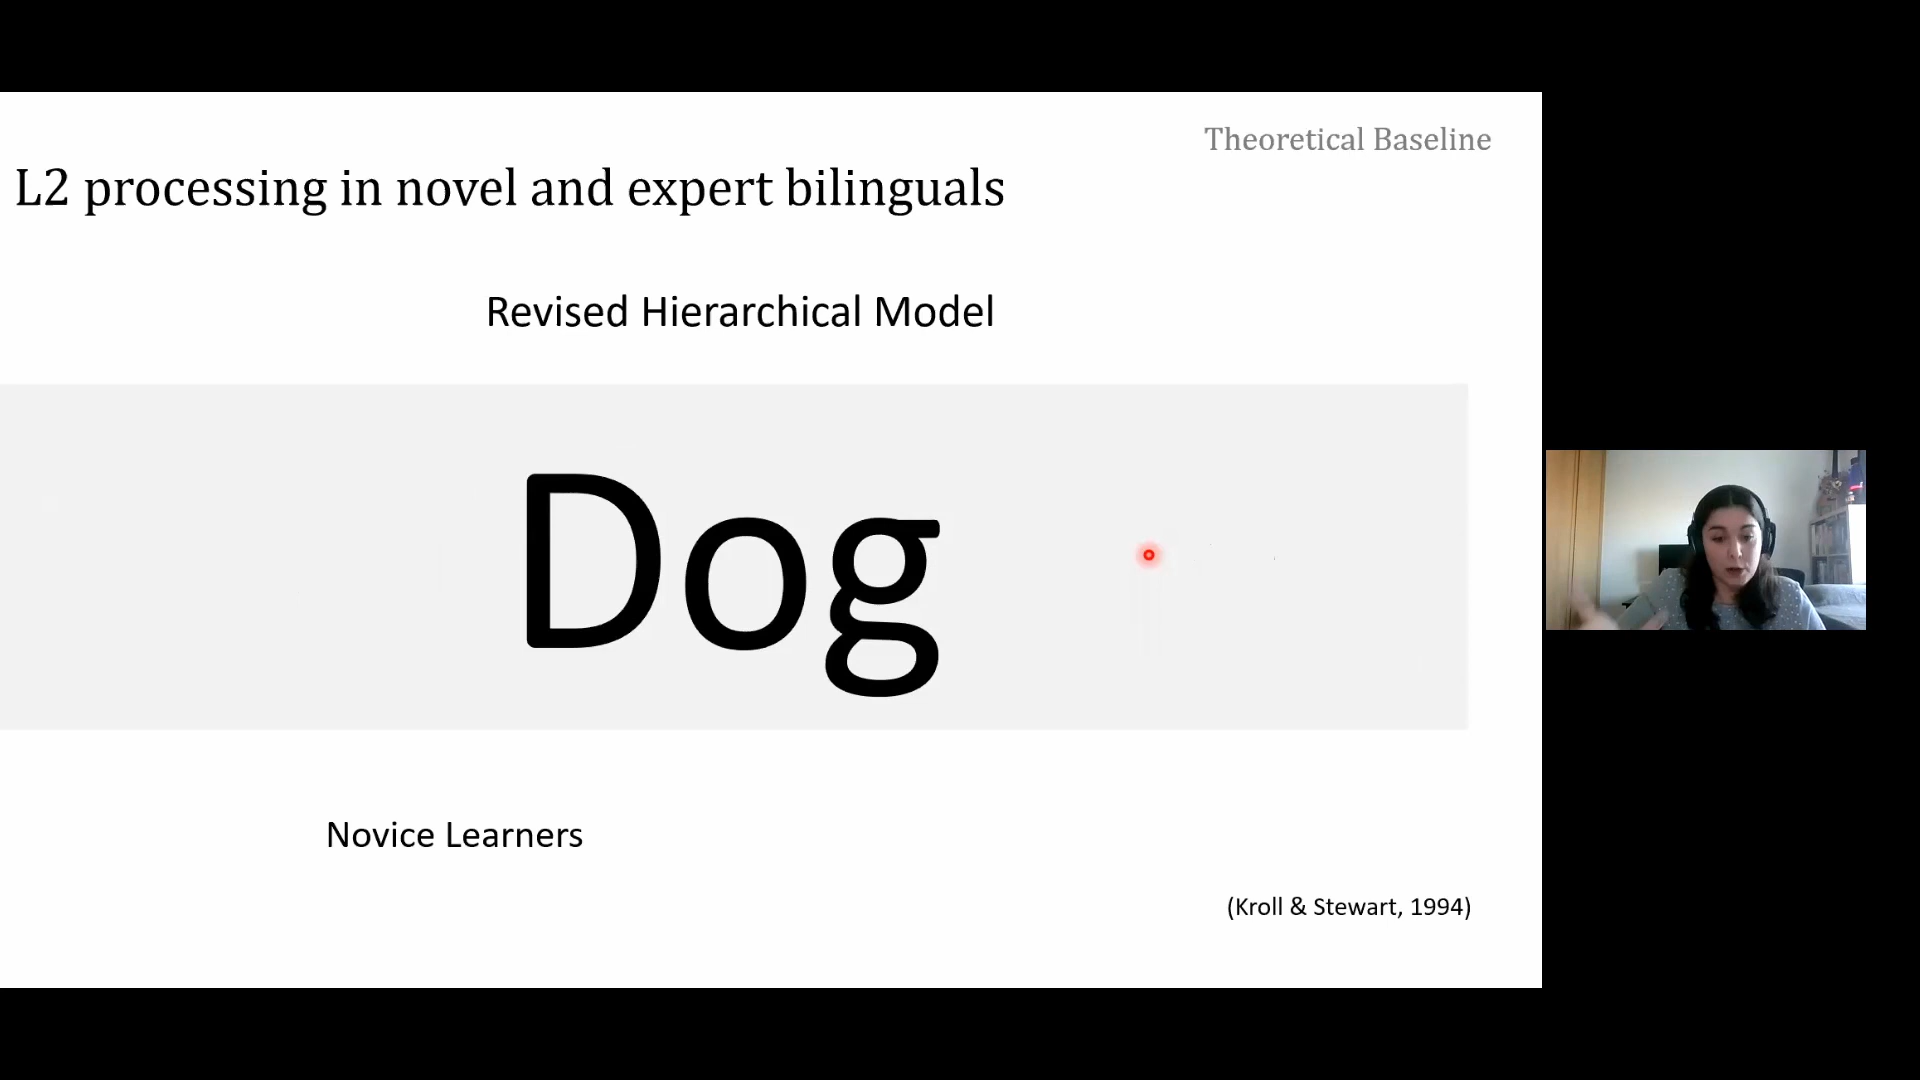 Theoretical Baseline
L2 processing in novel and expert bilinguals
Revised Hierarchical Model
Dog
Novice Learners
(Kroll & Stewart, 1994)